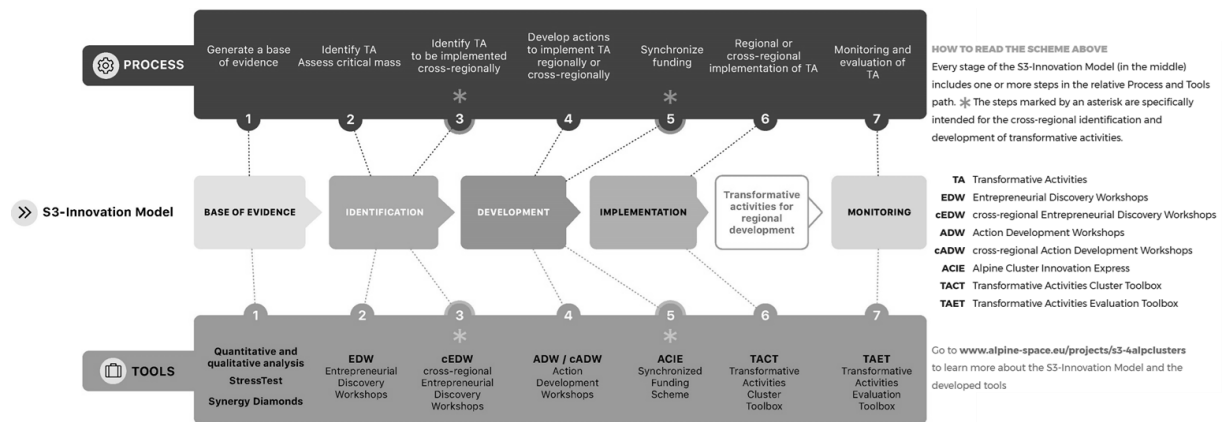 PROCESS
Generate a base
of evidence
Identify TA
Assess critical mass
Identify TA
to be implemented
cross-regionally
*
Develop actions
to implement TA
regionally or
cross-regionally
Synchronize
funding
*
Regional or
cross-regional
implementation of TA
Monitoring and
evaluation of
TA
1
2
3
4
5
6
7
S3-Innovation Model
BASE OF EVIDENCE
IDENTIFICATION
DEVELOPMENT
IMPLEMENTATION
Transformative
activities for
regional
development
MONITORING
1
2
3
4
5
6
7
TOOLS
Quantitative and
qualitative analysis
StressTest
Synergy Diamonds
EDW
Entrepreneurial
Discovery
Workshops
*
cEDW
cross-regional
Entrepreneurial
Discovery
Workshops
ADW / cADW
Action
Development
Workshops
*
ACIE
Synchronized
Funding
Scheme
TACT
Transformative
Activities
Cluster
Toolbox
TAET
Transformative
Activities
Evaluation
Toolbox
HOW TO READ THE SCHEME ABOVE
Every stage of the S3-Innovation Model (in the middle)
includes one or more steps in the relative Process and Tools
path. * The steps marked by an asterisk are specifically
intended for the cross-regional identification and
development of transformative activities.
TA Transformative Activities
EDW Entrepreneurial Discovery Workshops
cEDW cross-regional Entrepreneurial Discovery Workshops
ADW Action Development Workshops
cADW cross-regional Action Development Workshops
ACIE Alpine Cluster Innovation Express
TACT Transformative Activities Cluster Toolbox
TAET Transformative Activities Evaluation Toolbox
Go to www.alpine-space.eu/projects/s3-4alpclusters
to learn more about the S3-Innovation Model and the
developed tools